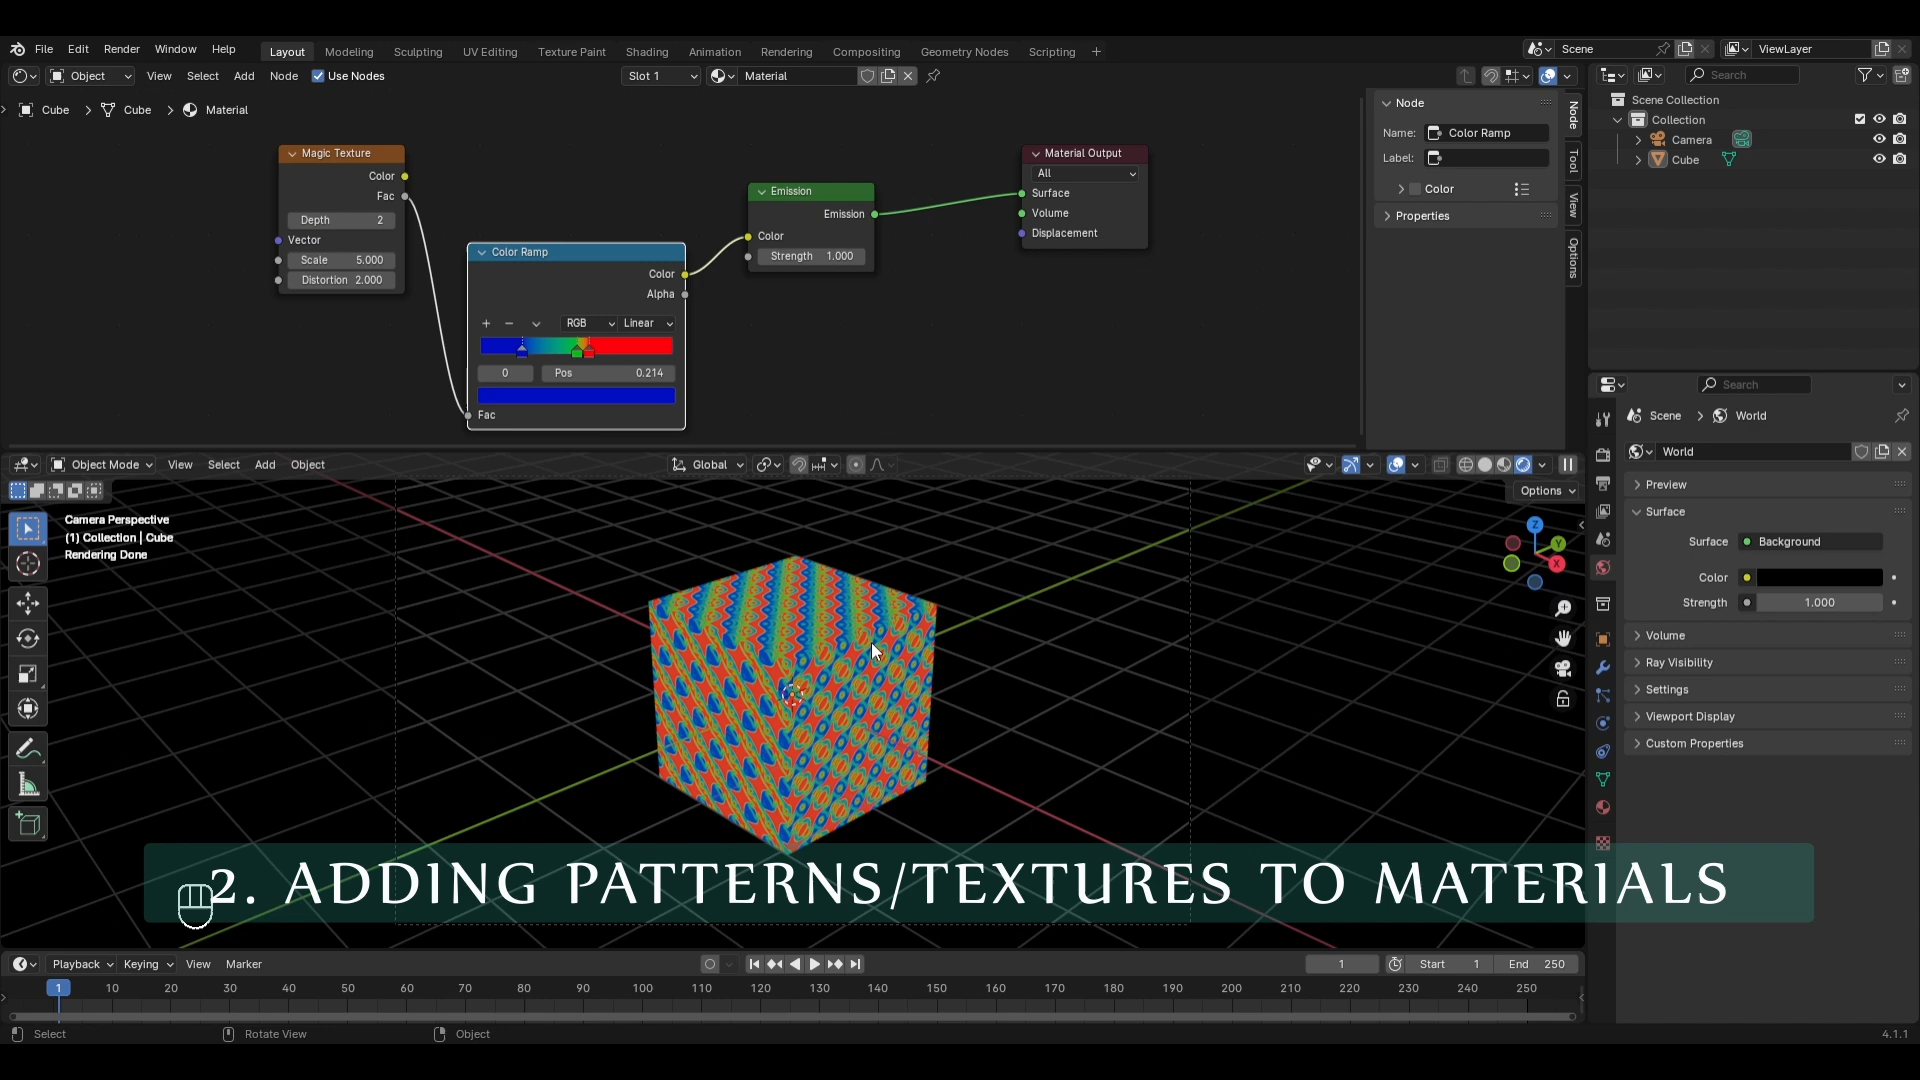 File Edit Render Window Help Layout Modeling Sculpting UV Editing Texture Paint Shading Animation Rendering Compositing Geometry Nodes Scripting + Scene ViewLayer
Object View Select Add Node Use Nodes Slot 1 Material Search
Cube > Cube > Material
Magic Texture
Color
Fac
Depth 2
Vector
Scale 5.000
Distortion 2.000
Color Ramp
Color
Alpha
RGB Linear
0 Pos 0.214
Fac
Emission
Emission
Color
Strength 1.000
Material Output
All
Surface
Volume
Displacement
Node
Name: Color Ramp
Label:
Color
Properties
Node
Tool
View
Options
Scene Collection
Collection
Camera
Cube
Search
Scene > World
World
Preview
Surface
Surface Background
Color
Strength 1.000
Volume
Ray Visibility
Settings
Viewport Display
Custom Properties
Object Mode View Select Add Object Global
Options
Camera Perspective
(1) Collection | Cube
Rendering Done
Z
Y
X
2. ADDING PATTERNS/TEXTURES TO MATERIALS
Playback Keying View Marker 1 Start 1 End 250
1 10 20 30 40 50 60 70 80 90 100 110 120 130 140 150 160 170 180 190 200 210 220 230 240 250
Select Rotate View Object 4.1.1